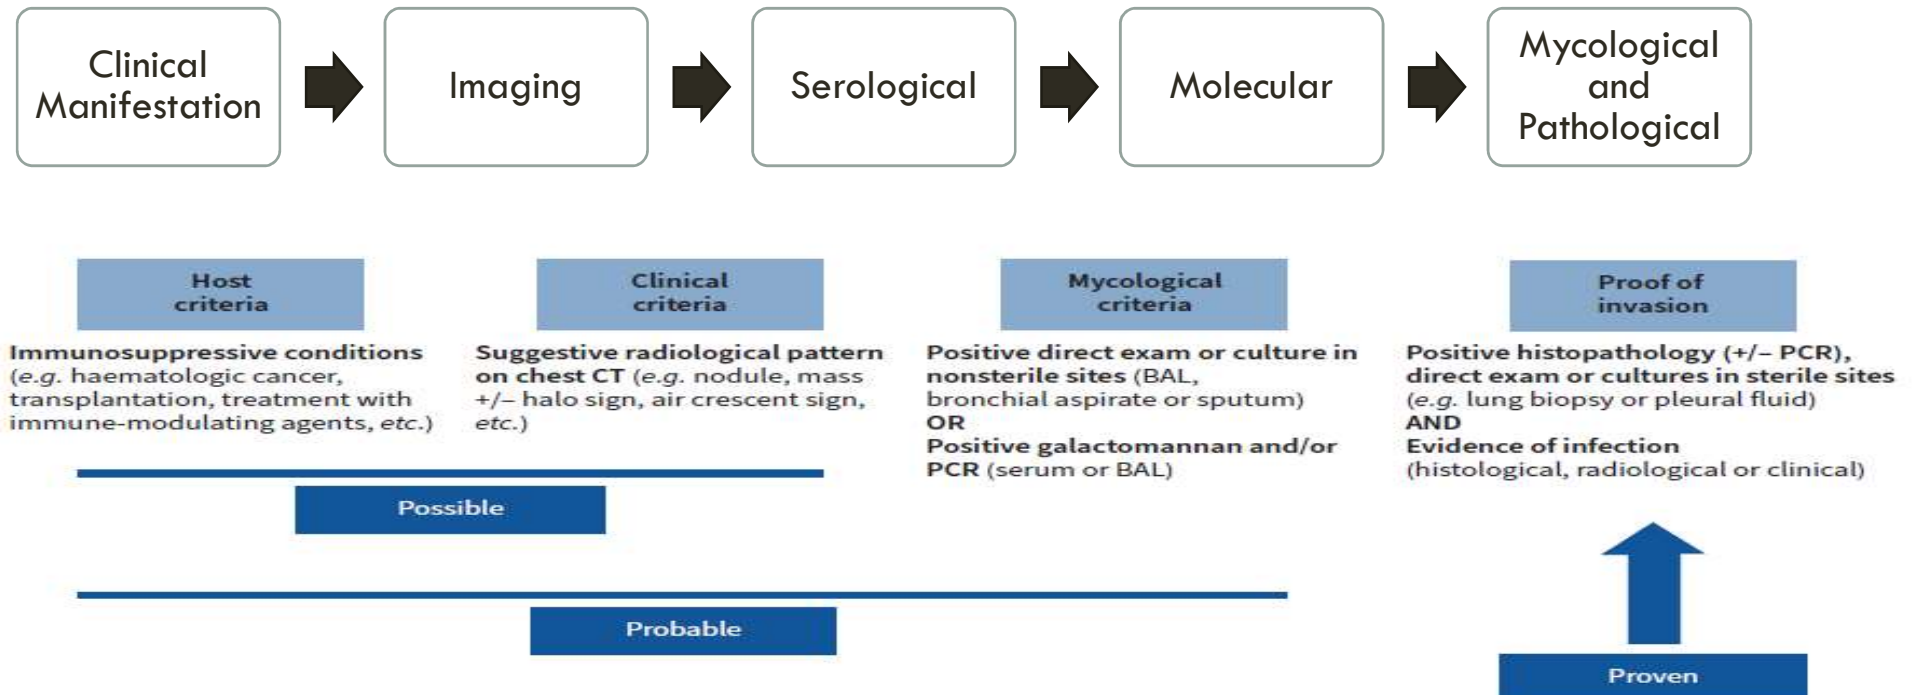 Clinical
Manifestation
Imaging
Serological
Molecular
Mycological
and
Pathological
Host
criteria
Immunosuppressive conditions
(e.g. haematologic cancer,
transplantation, treatment with
immune-modulating agents, etc.)
Clinical
criteria
Suggestive radiological pattern
on chest CT (e.g. nodule, mass
+/– halo sign, air crescent sign,
etc.)
Mycological
criteria
Positive direct exam or culture in
nonsterile sites (BAL,
bronchial aspirate or sputum)
OR
Positive galactomannan and/or
PCR (serum or BAL)
Proof of
invasion
Positive histopathology (+/– PCR),
direct exam or cultures in sterile sites
(e.g. lung biopsy or pleural fluid)
AND
Evidence of infection
(histological, radiological or clinical)
Possible
Probable
Proven